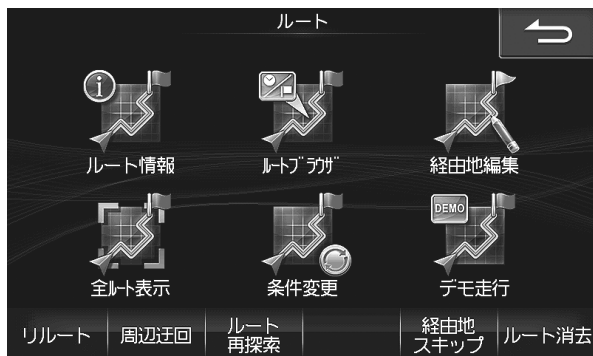 ルート
ルート情報
ﾙｰﾄﾌﾞﾗｳｻﾞ
経由地編集
DEMO
全ﾙｰﾄ表示
条件変更
デモ走行
リルート
周辺迂回
ルート
再探索
経由地
スキップ
ルート消去